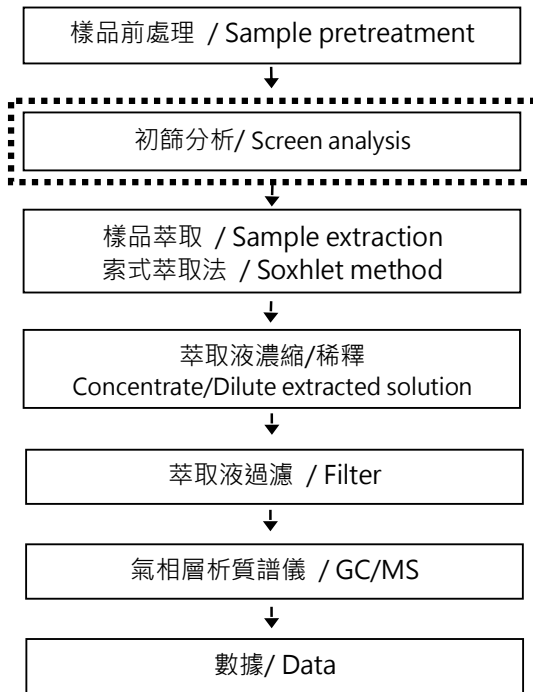 樣品前處理 / Sample pretreatment
初篩分析/ Screen analysis
樣品萃取 / Sample extraction
索式萃取法 / Soxhlet method
萃取液濃縮/稀釋
Concentrate/Dilute extracted solution
萃取液過濾 / Filter
氣相層析質譜儀 / GC/MS
數據/ Data